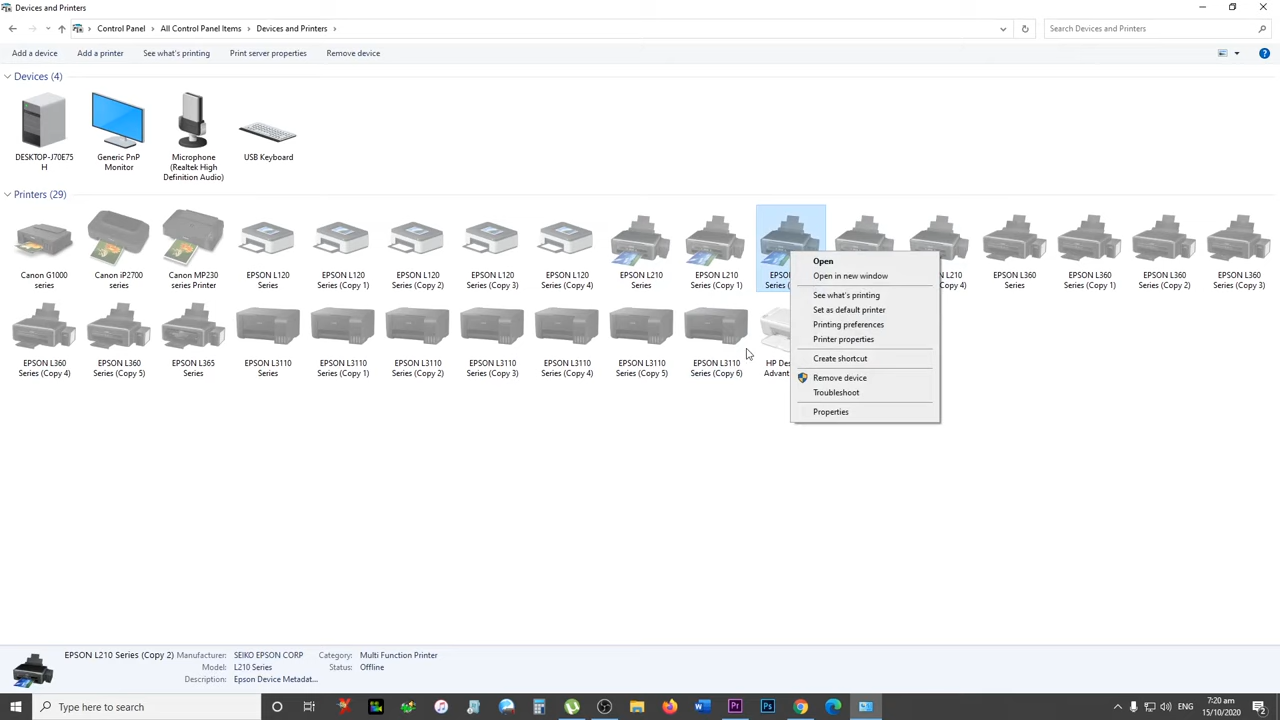 Devices and Printers
Control Panel > All Control Panel Items > Devices and Printers >
Search Devices and Printers
Add a device
Add a printer
See what's printing
Print server properties
Remove device
Devices (4)
DESKTOP-J70E75
H
Generic PnP
Monitor
Microphone
(Realtek High
Definition Audio)
USB Keyboard
Printers (29)
Canon G1000
series
Canon iP2700
series
Canon MP230
series Printer
EPSON L120
Series
EPSON L120
Series (Copy 1)
EPSON L120
Series (Copy 2)
EPSON L120
Series (Copy 3)
EPSON L120
Series (Copy 4)
EPSON L210
Series
EPSON L210
Series (Copy 1)
EPSO
Series (
L210
Copy 4)
EPSON L360
Series
EPSON L360
Series (Copy 1)
EPSON L360
Series (Copy 2)
EPSON L360
Series (Copy 3)
EPSON L360
Series (Copy 4)
EPSON L360
Series (Copy 5)
EPSON L365
Series
EPSON L3110
Series
EPSON L3110
Series (Copy 1)
EPSON L3110
Series (Copy 2)
EPSON L3110
Series (Copy 3)
EPSON L3110
Series (Copy 4)
EPSON L3110
Series (Copy 5)
EPSON L3110
Series (Copy 6)
HP Des
Advant
Open
Open in new window
See what's printing
Set as default printer
Printing preferences
Printer properties
Create shortcut
Remove device
Troubleshoot
Properties
EPSON L210 Series (Copy 2)
Manufacturer: SEIKO EPSON CORP
Model: L210 Series
Description: Epson Device Metadat...
Category: Multi Function Printer
Status: Offline
Type here to search
ENG
7:20 am
15/10/2020
2